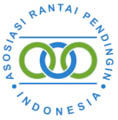 ASOSIASI RANTAI PENDINGIN
• INDONESIA •